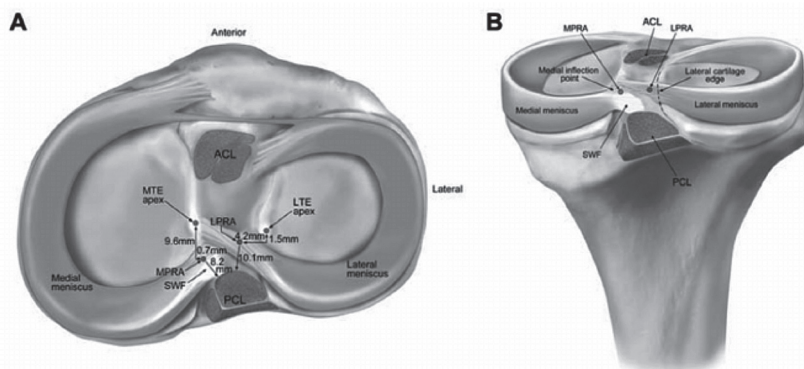 A
Anterior
ACL
Lateral
MTE
apex
LTE
apex
LPRA
4.2mm
1.5mm
9.6mm
0.7mm
10.1mm
8.2
mm
MPRA
SWF
Medial
meniscus
Lateral
meniscus
PCL
B
MPRA
ACL
LPRA
Medial inflection
point
Lateral cartilage
edge
Medial meniscus
Lateral meniscus
SWF
PCL